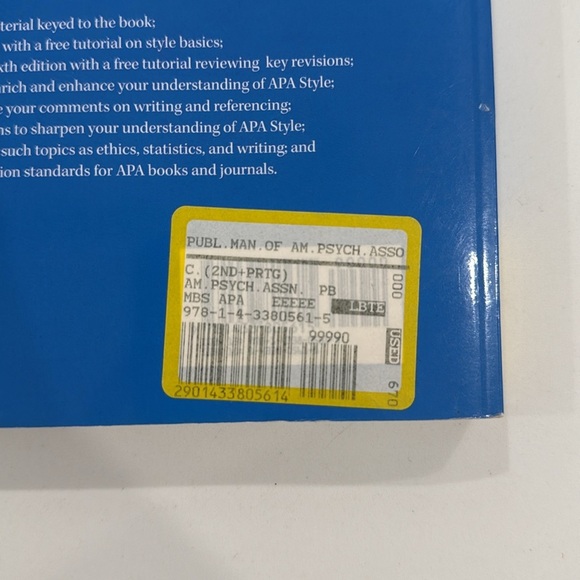 terial keyed to the book;
with a free tutorial on style basics;
xth edition with a free tutorial reviewing key revisions;
rich and enhance your understanding of APA Style;
e your comments on writing and referencing;
ns to sharpen your understanding of APA Style;
such topics as ethics, statistics, and writing; and
ion standards for APA books and journals.
PUBL.MAN.OF AM.PSYCH.ASSO
C.(2ND+PRTG)
AM.PSYCH.ASSN. PB
MBS APA EEEEE LBTE
978-1-4-3380561-5
99990
2901433805614
000
USED
670